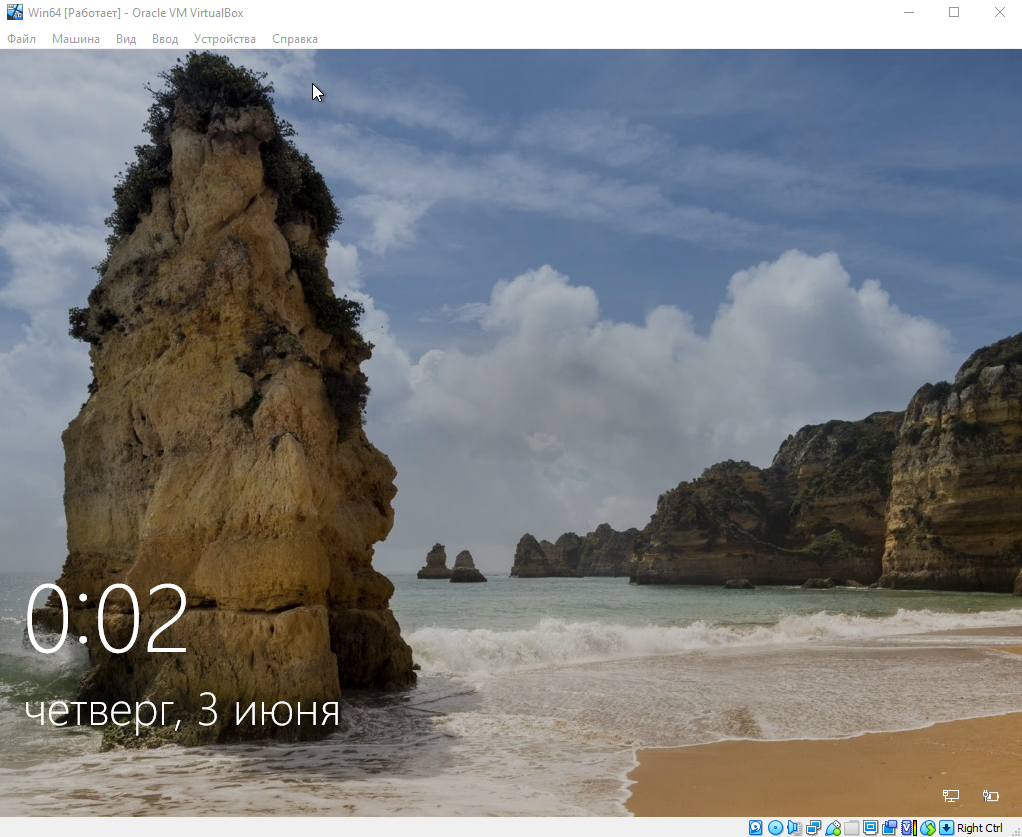 Win64 [Работает] - Oracle VM VirtualBox
Файл Машина Вид Ввод Устройства Справка
0:02
четверг, 3 июня
Right Ctrl